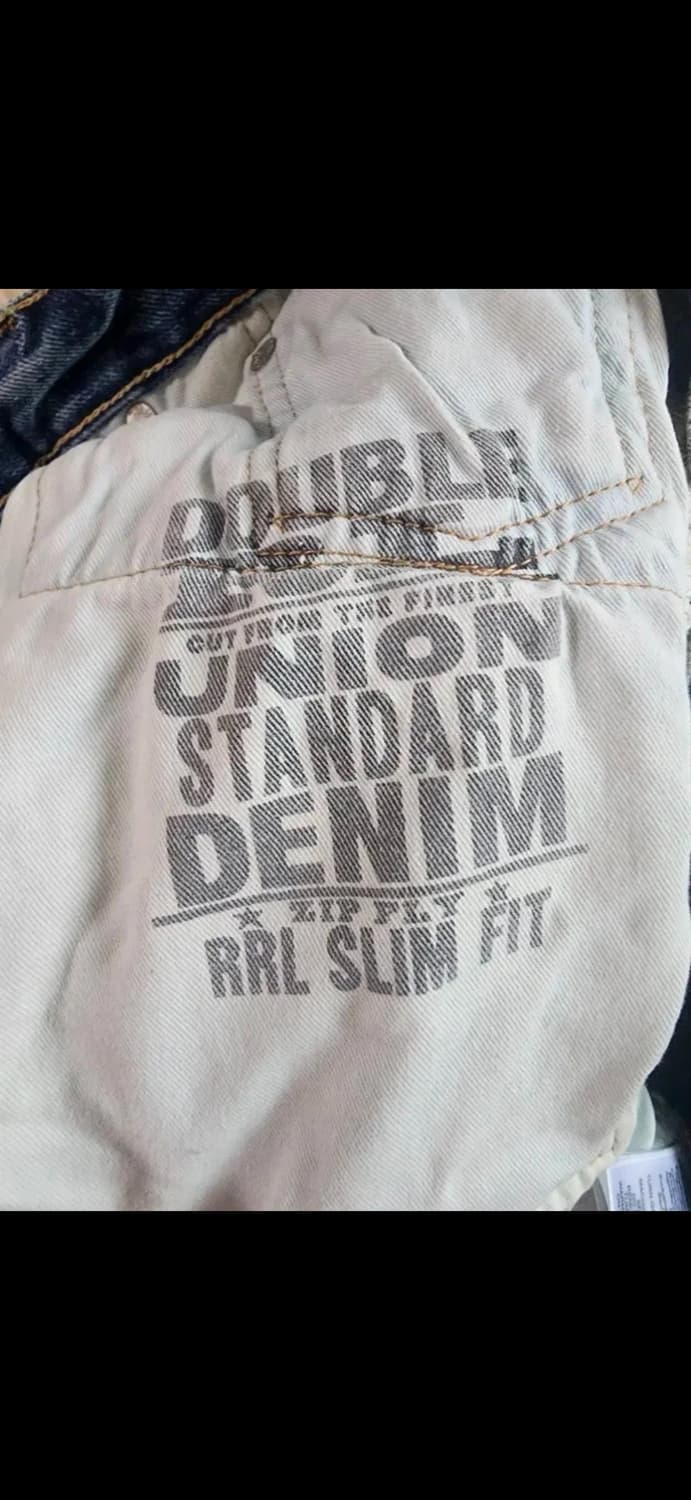 DOUBLE
CUT FROM THE FINEST
UNION
STANDARD
DENIM
ZIP FLY
RRL SLIM FIT